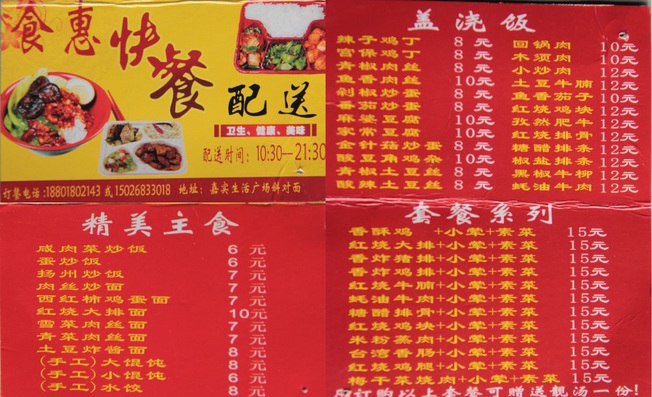 飡惠快餐
配送
卫生、健康、美味
配送时间：10:30—21:30
订餐电话:18801802143 或15026833018 地址：嘉实生活广场斜对面
盖浇饭
辣子鸡丁 8元
宫保鸡丁 8元
青椒肉丝 8元
鱼香肉丝 10元
剁椒炒蛋 8元
番茄炒蛋 8元
麻婆豆腐 10元
家常豆腐 10元
金针菇炒蛋 8元
酸豆角鸡杂 10元
青椒土豆丝 8元
酸辣土豆丝 8元
回锅肉 10元
木须肉 10元
小炒肉 12元
土豆牛腩 12元
鱼香茄子 10元
红烧鸡块 12元
孜然肥牛 12元
红烧排骨 12元
糖醋排条 12元
椒盐排条 12元
黑椒牛柳 12元
蚝油牛肉 12元
精美主食
咸肉菜炒饭 6元
蛋炒饭 6元
扬州炒饭 7元
肉丝炒面 7元
西红柿鸡蛋面 7元
红烧大排面 10元
雪菜肉丝面 7元
青菜肉丝面 7元
土豆炸酱面 8元
(手工)大馄饨 8元
(手工)小馄饨 6元
(手工)水饺 8元
套餐系列
香酥鸡+小荤+素菜 15元
红烧大排+小荤+素菜 15元
香炸猪排+小荤+素菜 15元
香炸鸡排+小荤+素菜 15元
红烧牛腩+小荤+素菜 15元
蚝油牛肉+小荤+素菜 15元
糖醋排骨+小荤+素菜 15元
红烧鸡块+小荤+素菜 15元
米粉蒸肉+小荤+素菜 15元
台湾香肠+小荤+素菜 15元
红烧鸡腿+小荤+素菜 15元
梅干菜烧肉+小荤+素菜 15元
订购以上套餐可赠送靓汤一份!